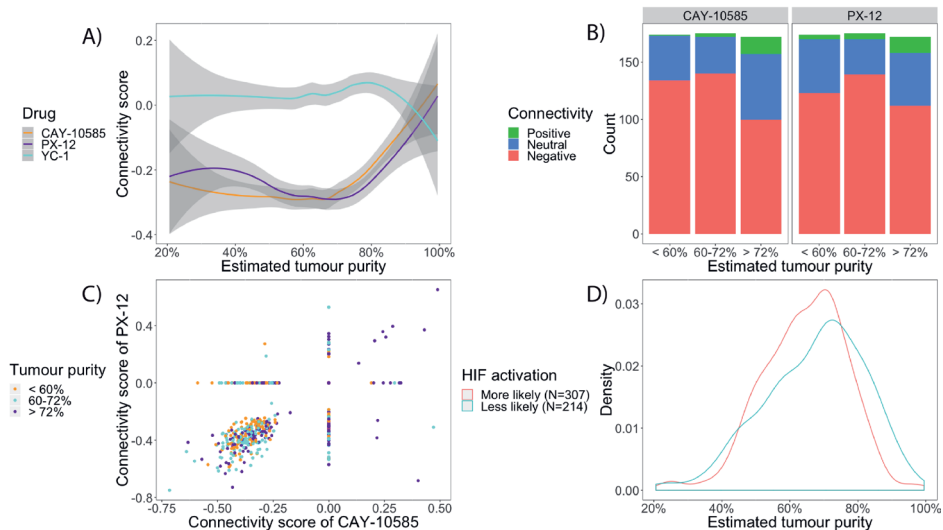 A)
Connectivity score
0.2
0.0
-0.2
-0.4
20%
40%
60%
80%
100%
Estimated tumour purity
Drug
CAY-10585
PX-12
YC-1
B)
CAY-10585
PX-12
Count
150
100
50
0
< 60%
60-72%
> 72%
< 60%
60-72%
> 72%
Estimated tumour purity
Connectivity
Positive
Neutral
Negative
C)
Connectivity score of PX-12
0.4
0.0
-0.4
-0.8
-0.75
-0.50
-0.25
0.00
0.25
0.50
Connectivity score of CAY-10585
Tumour purity
< 60%
60-72%
> 72%
D)
Density
0.03
0.02
0.01
0.00
20%
40%
60%
80%
100%
Estimated tumour purity
HIF activation
More likely (N=307)
Less likely (N=214)